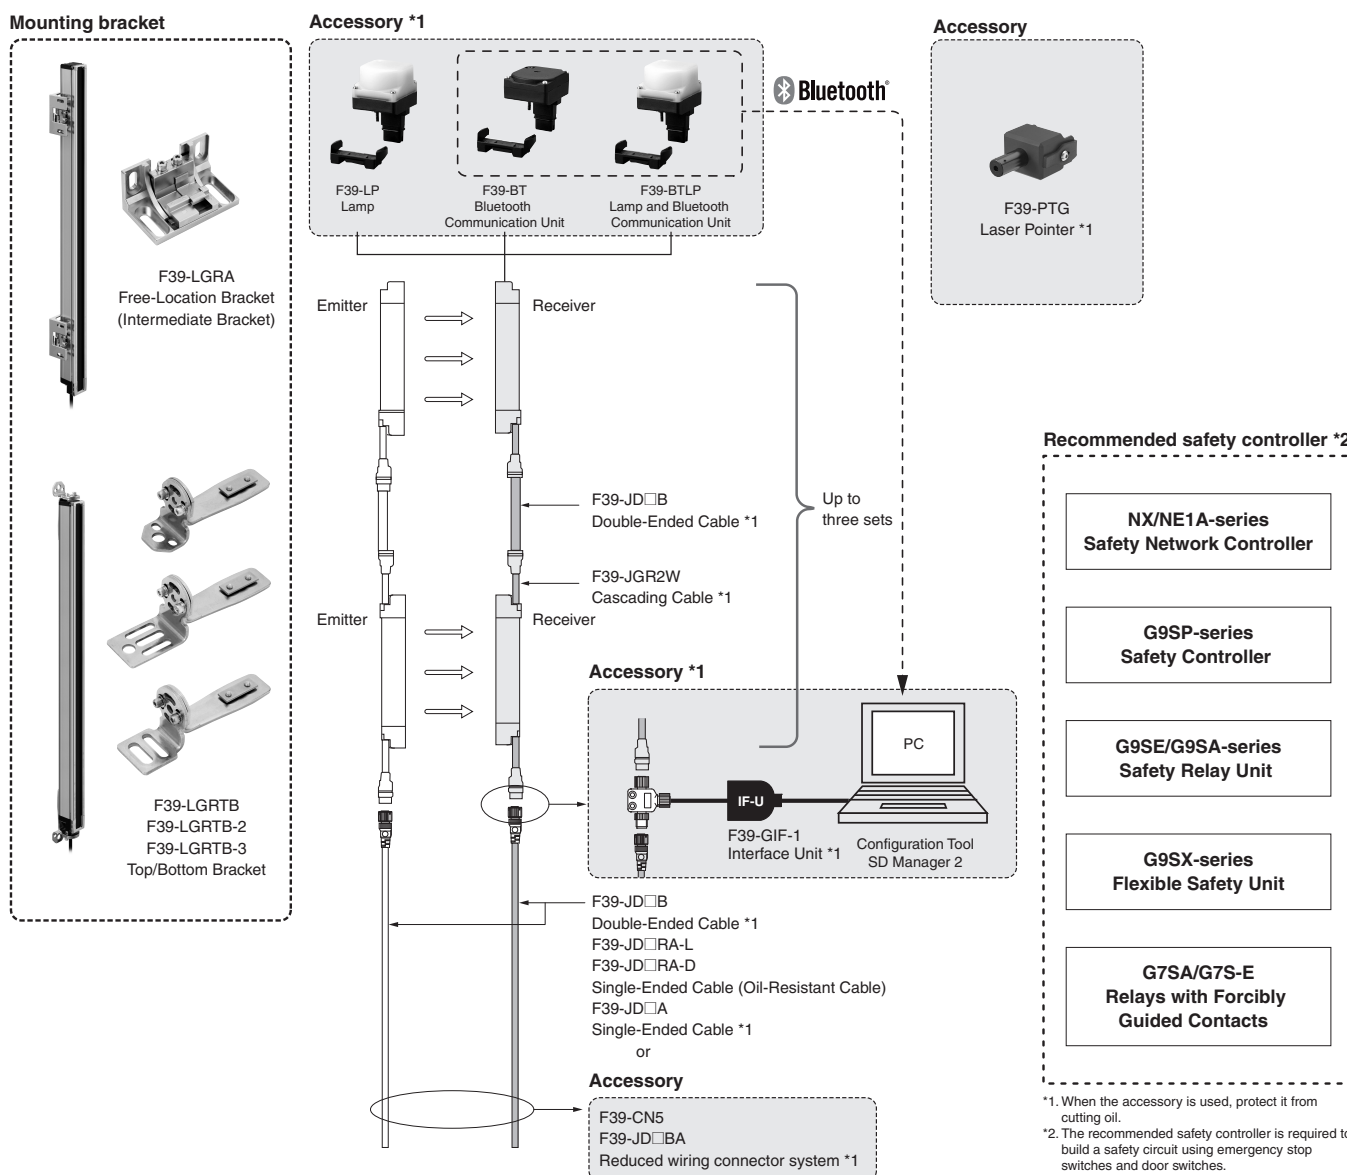 Mounting bracket
F39-LGRA
Free-Location Bracket
(Intermediate Bracket)
F39-LGRTB
F39-LGRTB-2
F39-LGRTB-3
Top/Bottom Bracket
Accessory *1
F39-LP
Lamp
F39-BT
Bluetooth
Communication Unit
F39-BTLP
Lamp and Bluetooth
Communication Unit
Bluetooth®
Accessory
F39-PTG
Laser Pointer *1
Emitter
Receiver
F39-JD□B
Double-Ended Cable *1
Up to
three sets
F39-JGR2W
Cascading Cable *1
Emitter
Receiver
Accessory *1
PC
IF-U
F39-GIF-1
Interface Unit *1
Configuration Tool
SD Manager 2
F39-JD□B
Double-Ended Cable *1
F39-JD□RA-L
F39-JD□RA-D
Single-Ended Cable (Oil-Resistant Cable)
F39-JD□A
Single-Ended Cable *1
or
Accessory
F39-CN5
F39-JD□BA
Reduced wiring connector system *1
Recommended safety controller *2
NX/NE1A-series
Safety Network Controller
G9SP-series
Safety Controller
G9SE/G9SA-series
Safety Relay Unit
G9SX-series
Flexible Safety Unit
G7SA/G7S-E
Relays with Forcibly
Guided Contacts
*1. When the accessory is used, protect it from
cutting oil.
*2. The recommended safety controller is required to
build a safety circuit using emergency stop
switches and door switches.